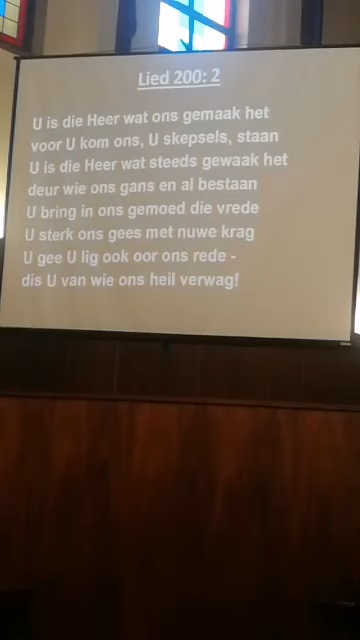 Lied 200: 2
U is die Heer wat ons gemaak het
voor U kom ons, U skepsels, staan
U is die Heer wat steeds gewaak het
deur wie ons gans en al bestaan
U bring in ons gemoed die vrede
U sterk ons gees met nuwe krag
U gee U lig ook oor ons rede -
dis U van wie ons heil verwag!